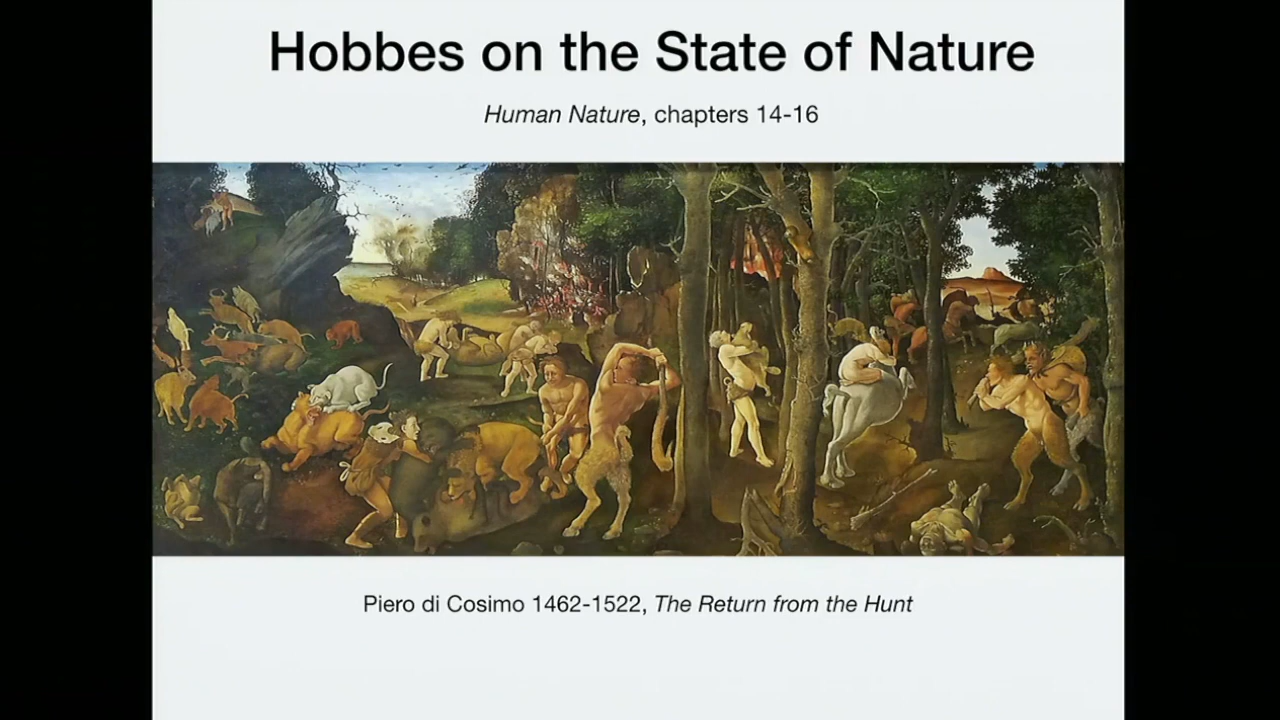 Hobbes on the State of Nature
Human Nature, chapters 14-16
Piero di Cosimo 1462-1522, The Return from the Hunt